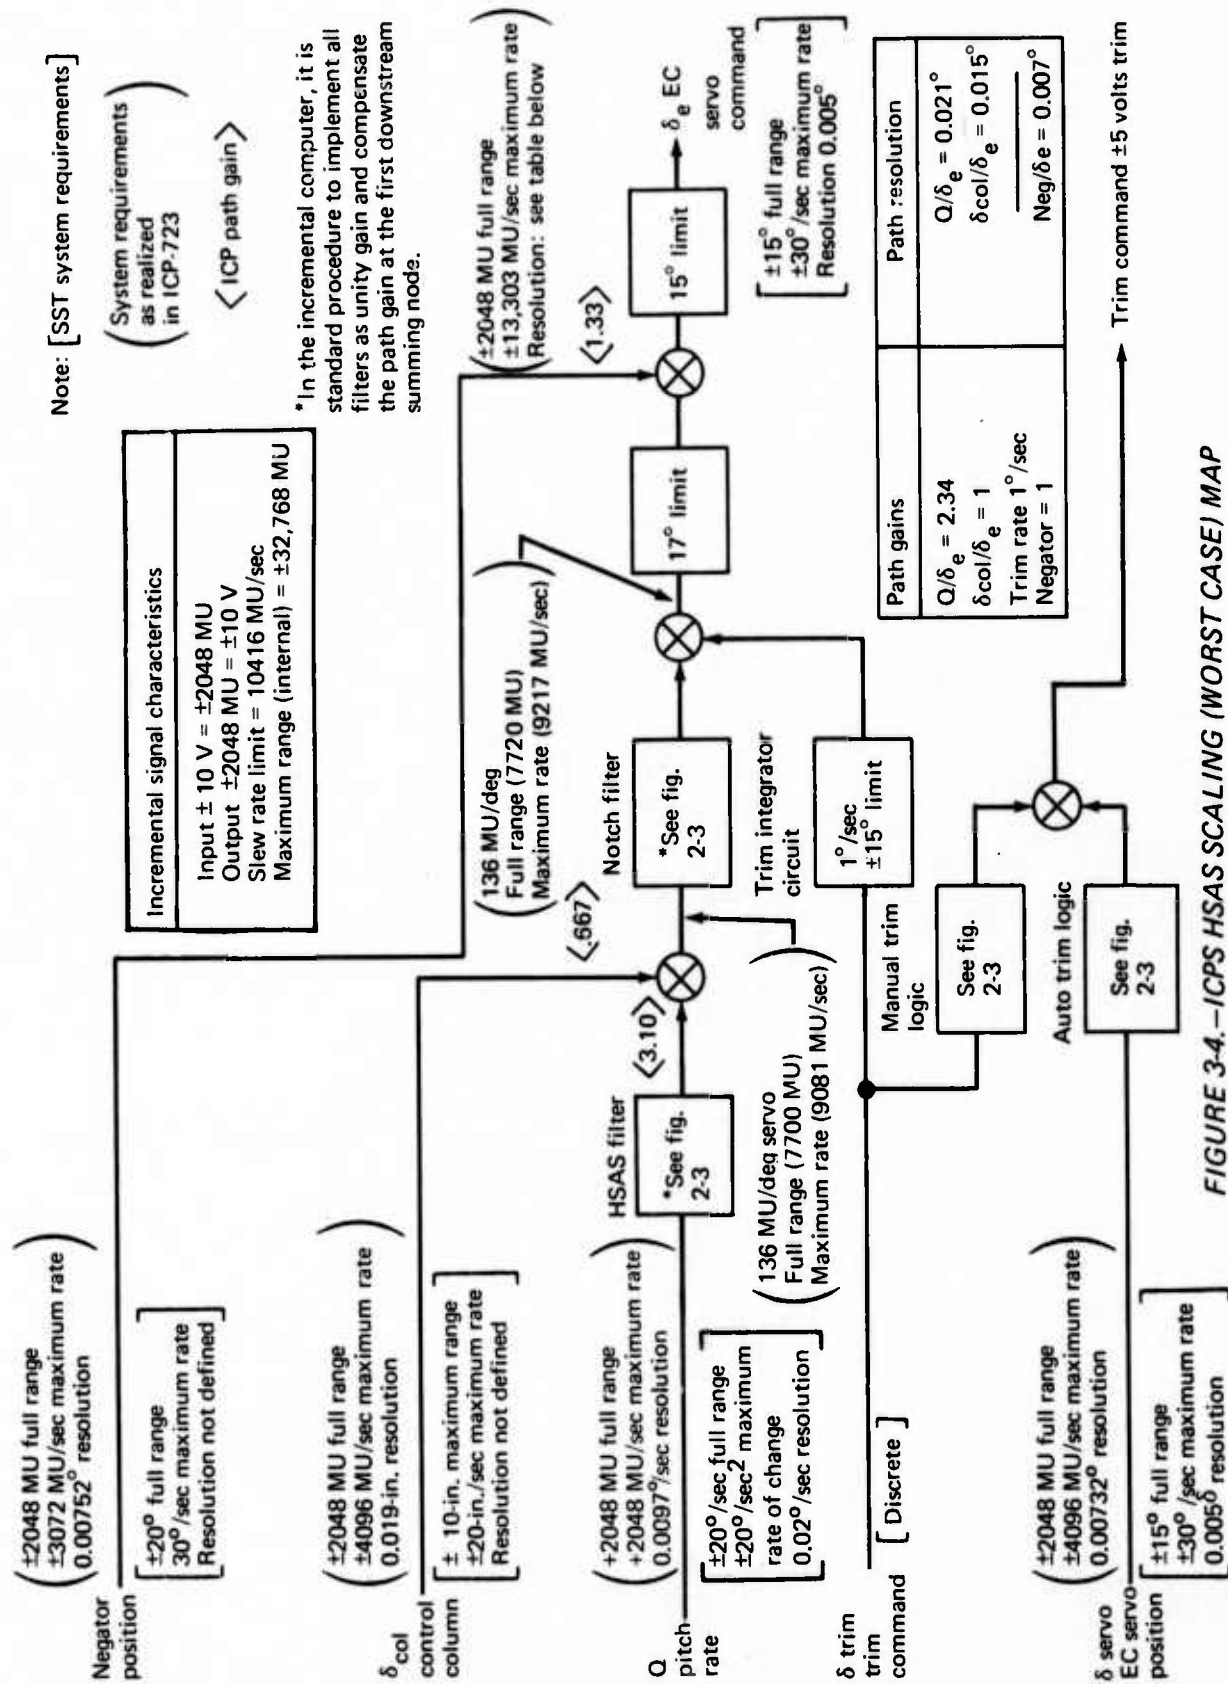 Note: [SST system requirements]
(System requirements
as realized
in ICP-723)
<ICP path gain>
*In the incremental computer, it is
standard procedure to implement all
filters as unity gain and compensate
the path gain at the first downstream
summing node.
Incremental signal characteristics
Input ± 10 V = ±2048 MU
Output ±2048 MU = ±10 V
Slew rate limit = 10416 MU/sec
Maximum range (internal) = ±32,768 MU
(±2048 MU full range
±3072 MU/sec maximum rate
0.00752° resolution)
Negator
position
[±20° full range
30°/sec maximum rate
Resolution not defined]
(±2048 MU full range
±4096 MU/sec maximum rate
0.019-in. resolution)
δcol
control
column
[± 10-in. maximum range
±20-in./sec maximum rate
Resolution not defined]
(+2048 MU full range
+2048 MU/sec maximum rate
0.0097°/sec resolution)
Q
pitch
rate
[±20°/sec full range
±20°/sec² maximum
rate of change
0.02°/sec resolution]
HSAS filter
*See fig.
2-3
<3.10>
<.667>
(136 MU/deg servo
Full range (7700 MU)
Maximum rate (9081 MU/sec))
Notch filter
*See fig.
2-3
(136 MU/deg
Full range (7720 MU)
Maximum rate (9217 MU/sec))
17° limit
<1.33>
15° limit
(±2048 MU full range
±13,303 MU/sec maximum rate
Resolution: see table below)
δe EC
servo
command
[±15° full range
±30°/sec maximum rate
Resolution 0.005°]
δ trim
trim
command
[Discrete]
Trim integrator
circuit
1°/sec
±15° limit
Manual trim
logic
See fig.
2-3
Auto trim logic
See fig.
2-3
Trim command ±5 volts trim
(±2048 MU full range
±4096 MU/sec maximum rate
0.00732° resolution)
δ servo
EC servo
position
[±15° full range
±30°/sec maximum rate
0.005° resolution]
Path gains
Path resolution
Q/δe = 2.34
Q/δe = 0.021°
δcol/δe = 1
δcol/δe = 0.015°
Trim rate 1°/sec
Negator = 1
Neg/δe = 0.007°
FIGURE 3-4.–ICPS HSAS SCALING (WORST CASE) MAP